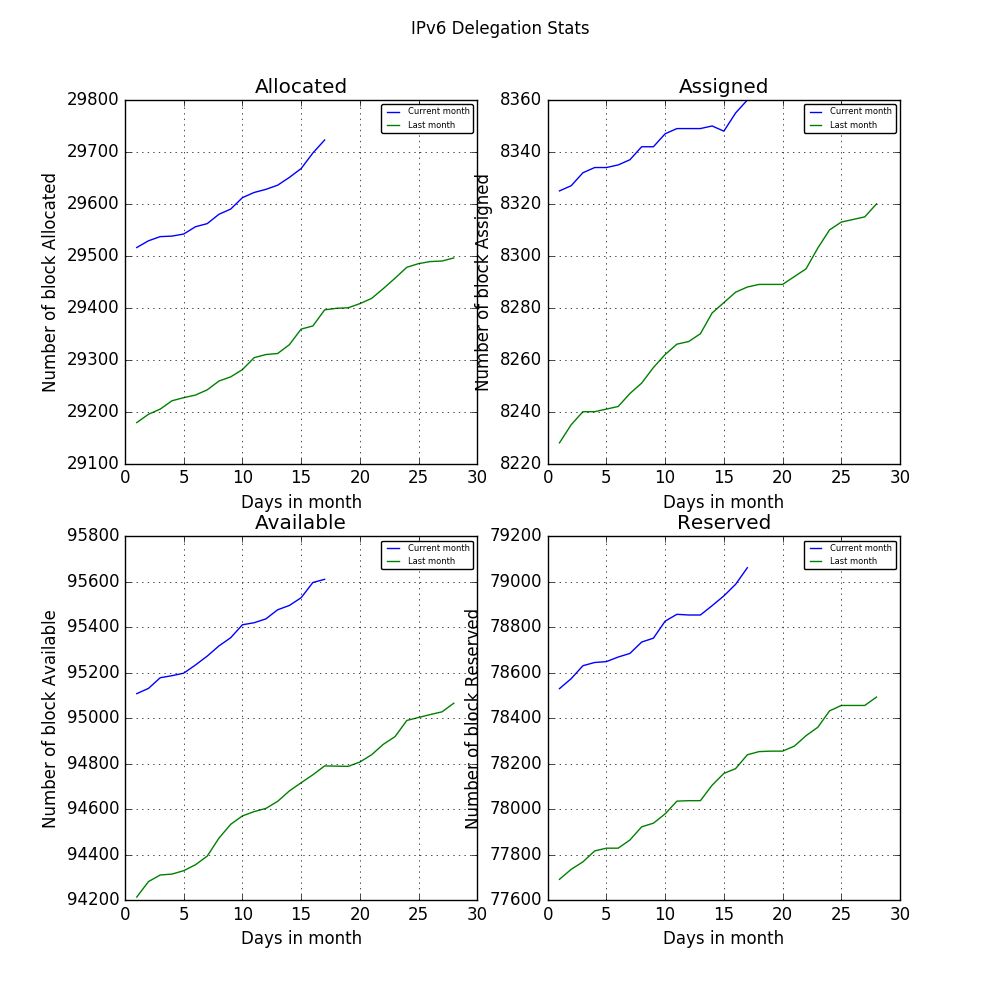 IPv6 Delegation Stats
Allocated
29800
29700
29600
29500
29400
29300
29200
29100
Number of block Allocated
Current month
Last month
0 5 10 15 20 25 30
Days in month
Assigned
8360
8340
8320
8300
8280
8260
8240
8220
Number of block Assigned
Current month
Last month
0 5 10 15 20 25 30
Days in month
Available
95800
95600
95400
95200
95000
94800
94600
94400
94200
Number of block Available
Current month
Last month
0 5 10 15 20 25 30
Days in month
Reserved
79200
79000
78800
78600
78400
78200
78000
77800
77600
Number of block Reserved
Current month
Last month
0 5 10 15 20 25 30
Days in month